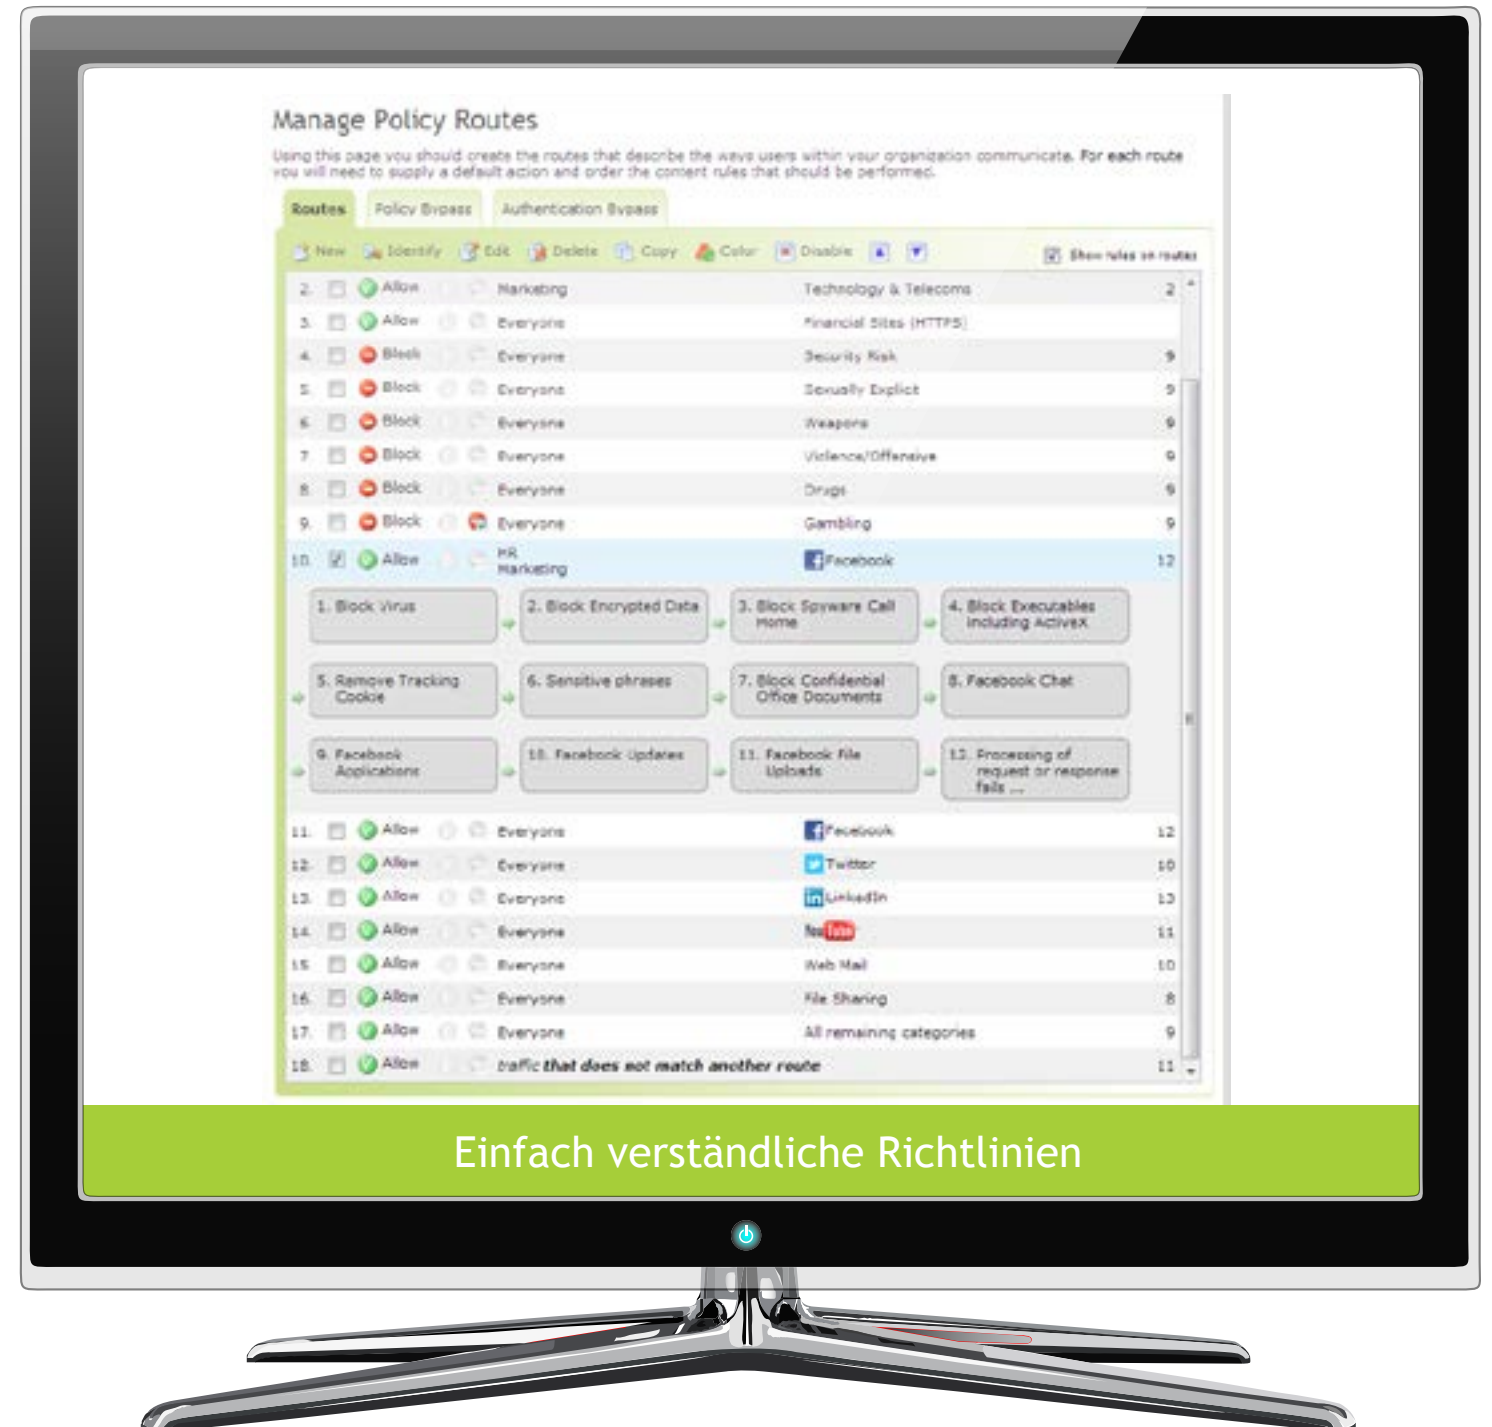 Manage Policy Routes
Using this page you should create the routes that describe the ways users within your organization communicate. For each route
you will need to supply a default action and order the content rules that should be performed.
Routes Policy Bypass Authentication Bypass
New Identify Edit Delete Copy Color Disable Show rules on routes
2. Allow Marketing Technology & Telecoms 2
3. Allow Everyone Financial Sites (HTTPS)
4. Block Everyone Security Risk 9
5. Block Everyone Sexually Explicit 9
6. Block Everyone Weapons 9
7. Block Everyone Violence/Offensive 9
8. Block Everyone Drugs 9
9. Block Everyone Gambling 9
10. Allow HR
Marketing Facebook 12
1. Block Virus 2. Block Encrypted Data 3. Block Spyware Call
Home 4. Block Executables
including ActiveX
5. Remove Tracking
Cookie 6. Sensitive phrases 7. Block Confidential
Office Documents 8. Facebook Chat
9. Facebook
Applications 10. Facebook Updates 11. Facebook File
Uploads 12. Processing of
request or response
fails ...
11. Allow Everyone Facebook 12
12. Allow Everyone Twitter 10
13. Allow Everyone LinkedIn 13
14. Allow Everyone YouTube 11
15. Allow Everyone Web Mail 10
16. Allow Everyone File Sharing 8
17. Allow Everyone All remaining categories 9
18. Allow traffic that does not match another route 11
Einfach verständliche Richtlinien